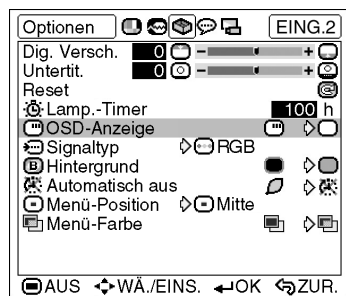 Optionen EING.2
Dig. Versch. 0 - +
Untertit. 0 - +
Reset
Lamp.-Timer 100 h
OSD-Anzeige
Signaltyp RGB
B Hintergrund
Automatisch aus
Menü-Position Mitte
Menü-Farbe
AUS WÄ./EINS. OK ZUR.